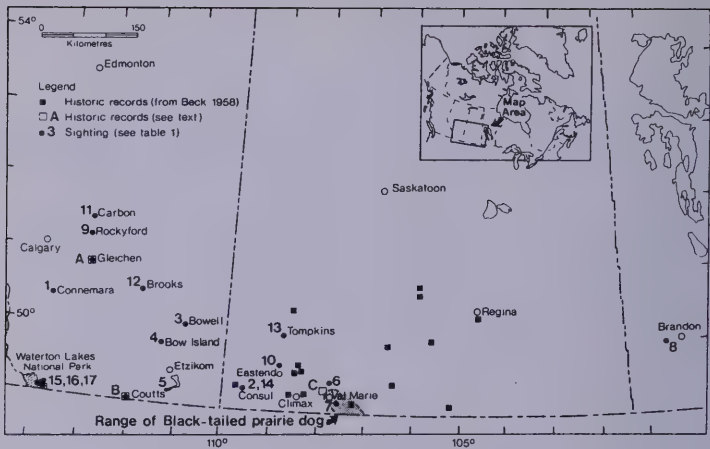 54°
0 150
Kilometres
Edmonton
Legend
Historic records (from Beck 1958)
A Historic records (see text)
3 Sighting (see table 1)
Map
Area
Saskatoon
11 Carbon
9 Rockyford
Calgary
A Gleichen
12 Brooks
1 Connemara
50°
3 Bowell
13 Tompkins
Regina
Brandon
8
4 Bow Island
Waterton Lakes
National Park
Etzikom
10
Eastend
15,16,17
5
2,14
6
C
B
Coutts
Consul
Climax
Val Marie
Range of Black-tailed prairie dog
110°
105°